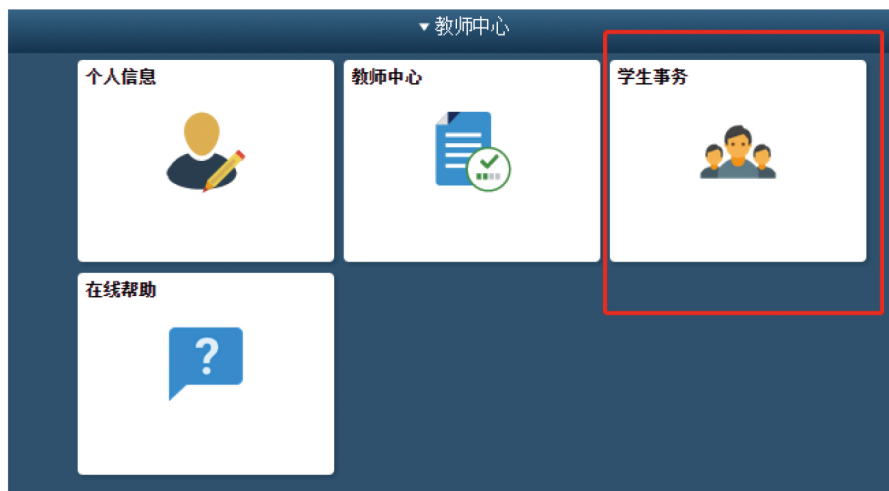 教师中心
个人信息
教师中心
学生事务
在线帮助
?